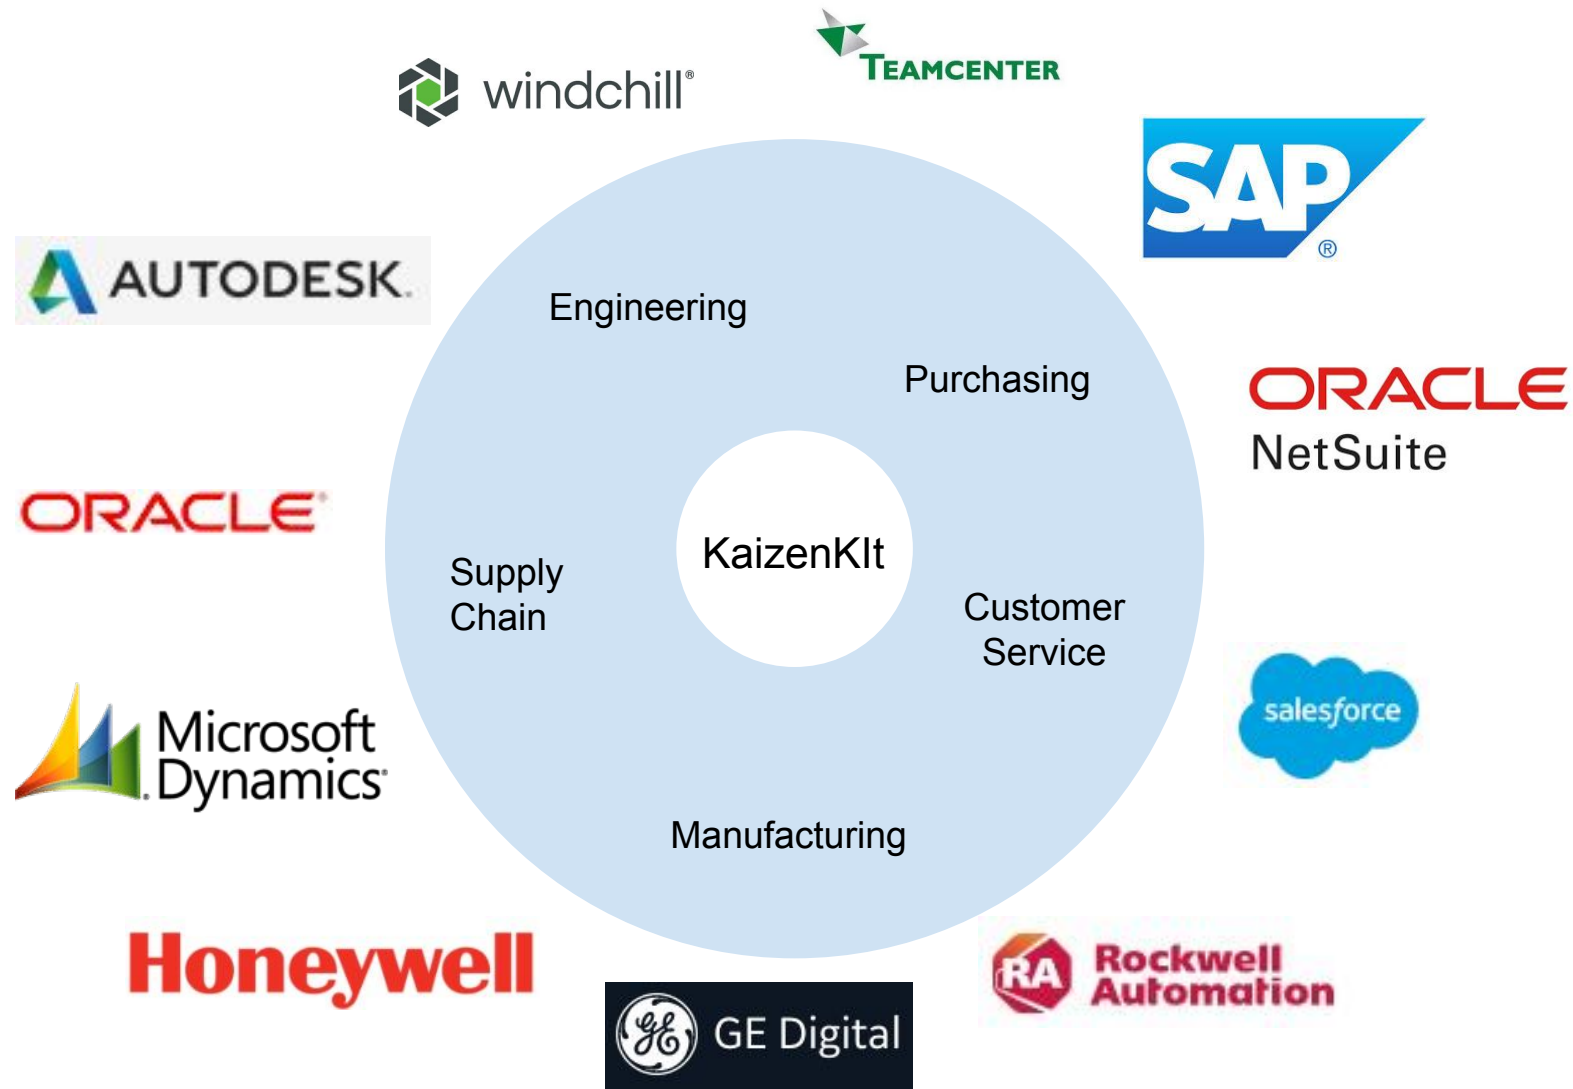 TEAMCENTER
windchill®
SAP
®
AUTODESK.
Engineering
Purchasing
ORACLE
NetSuite
ORACLE®
KaizenKIt
Supply
Chain
Customer
Service
salesforce
Microsoft
Dynamics®
Manufacturing
Honeywell
RA
Rockwell
Automation
GE
GE Digital